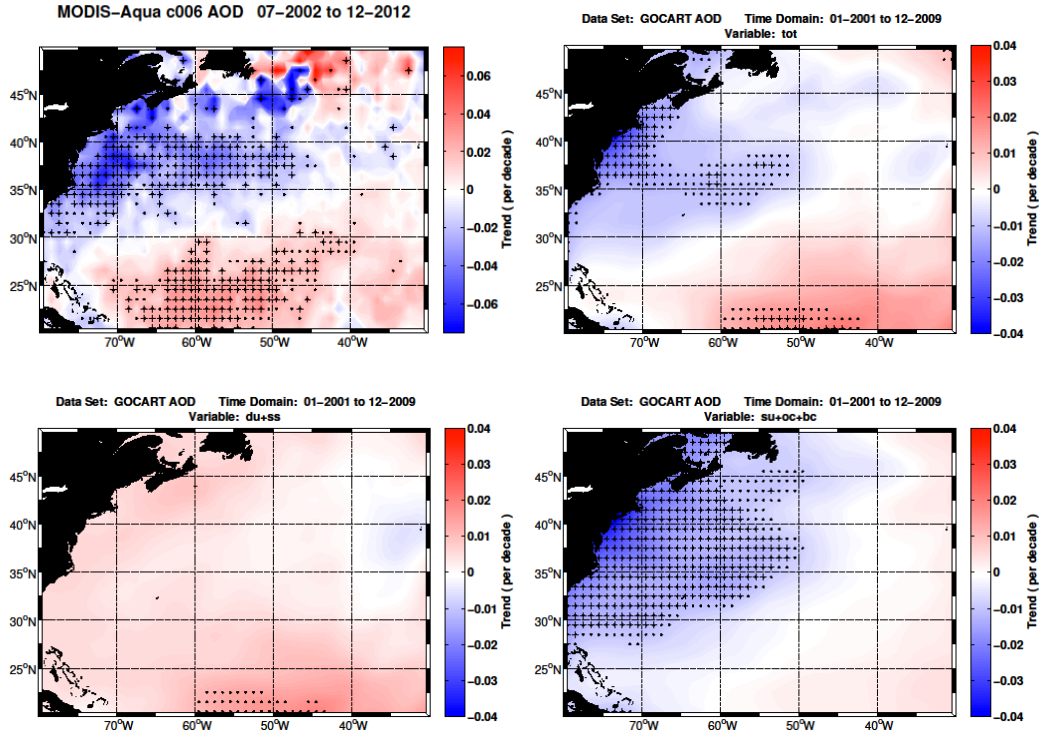 MODIS−Aqua c006 AOD 07−2002 to 12−2012
45°N
40°N
35°N
30°N
25°N
70°W 60°W 50°W 40°W
0.06
0.04
0.02
0
−0.02
−0.04
−0.06
Trend ( per decade )
Data Set: GOCART AOD Time Domain: 01−2001 to 12−2009
Variable: tot
45°N
40°N
35°N
30°N
25°N
70°W 60°W 50°W 40°W
0.04
0.03
0.02
0.01
0
−0.01
−0.02
−0.03
−0.04
Trend ( per decade )
Data Set: GOCART AOD Time Domain: 01−2001 to 12−2009
Variable: du+ss
45°N
40°N
35°N
30°N
25°N
70°W 60°W 50°W 40°W
0.04
0.03
0.02
0.01
0
−0.01
−0.02
−0.03
−0.04
Trend ( per decade )
Data Set: GOCART AOD Time Domain: 01−2001 to 12−2009
Variable: su+oc+bc
45°N
40°N
35°N
30°N
25°N
70°W 60°W 50°W 40°W
0.04
0.03
0.02
0.01
0
−0.01
−0.02
−0.03
−0.04
Trend ( per decade )